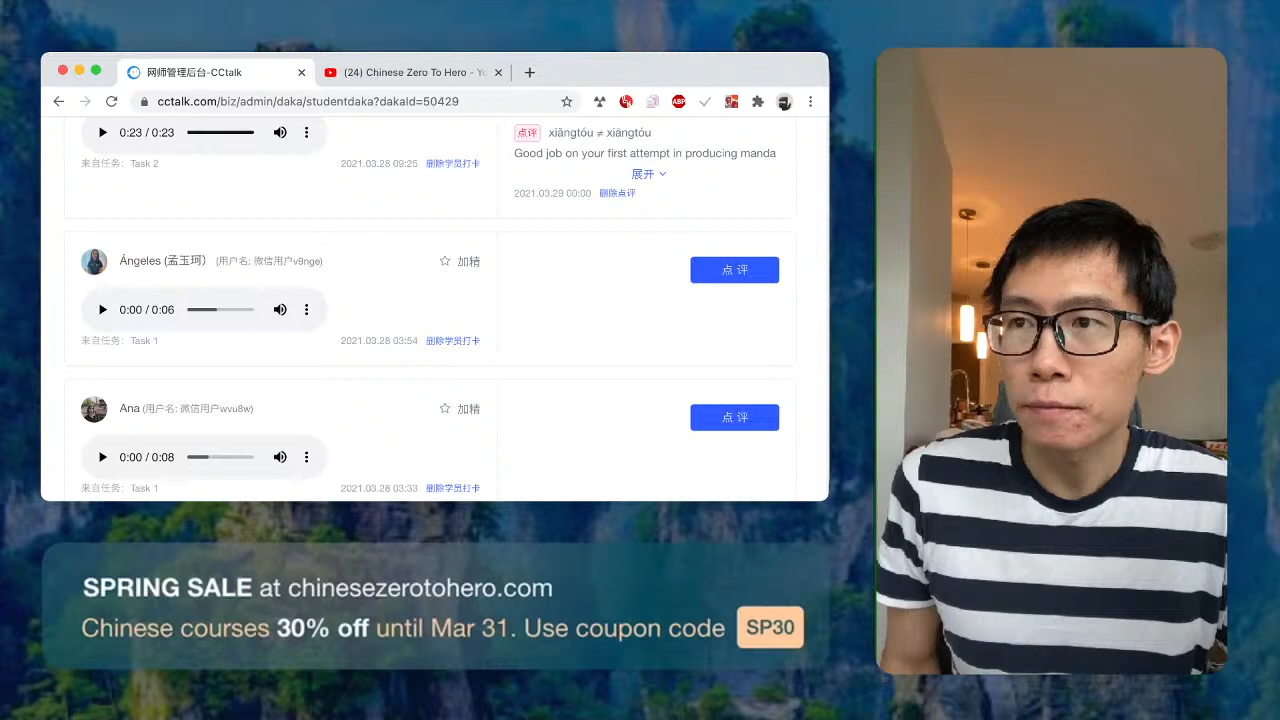 网师管理后台-CCtalk
(24) Chinese Zero To Hero - Yo
cctalk.com/biz/admin/daka/studentdaka?dakaId=50429
ABP
0:23 / 0:23
来自任务: Task 2
2021.03.28 09:25 删除学员打卡
点评 xiāngtóu ≠ xiàngtóu
Good job on your first attempt in producing manda
展开
2021.03.29 00:00 删除点评
Ángeles (孟玉珂) (用户名: 微信用户v9nge)
加精
点 评
0:00 / 0:06
来自任务: Task 1
2021.03.28 03:54 删除学员打卡
Ana (用户名: 微信用户wvu8w)
加精
点 评
0:00 / 0:08
来自任务: Task 1
2021.03.28 03:33 删除学员打卡
SPRING SALE at chinesezerotohero.com
Chinese courses 30% off until Mar 31. Use coupon code SP30